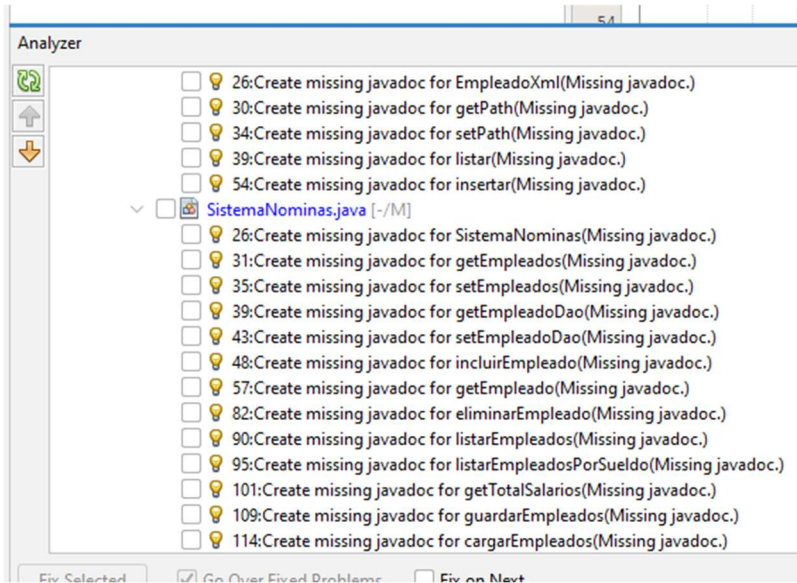 54
Analyzer
26:Create missing javadoc for EmpleadoXml(Missing javadoc.)
30:Create missing javadoc for getPath(Missing javadoc.)
34:Create missing javadoc for setPath(Missing javadoc.)
39:Create missing javadoc for listar(Missing javadoc.)
54:Create missing javadoc for insertar(Missing javadoc.)
SistemaNominas.java [-/M]
26:Create missing javadoc for SistemaNominas(Missing javadoc.)
31:Create missing javadoc for getEmpleados(Missing javadoc.)
35:Create missing javadoc for setEmpleados(Missing javadoc.)
39:Create missing javadoc for getEmpleadoDao(Missing javadoc.)
43:Create missing javadoc for setEmpleadoDao(Missing javadoc.)
48:Create missing javadoc for incluirEmpleado(Missing javadoc.)
57:Create missing javadoc for getEmpleado(Missing javadoc.)
82:Create missing javadoc for eliminarEmpleado(Missing javadoc.)
90:Create missing javadoc for listarEmpleados(Missing javadoc.)
95:Create missing javadoc for listarEmpleadosPorSueldo(Missing javadoc.)
101:Create missing javadoc for getTotalSalarios(Missing javadoc.)
109:Create missing javadoc for guardarEmpleados(Missing javadoc.)
114:Create missing javadoc for cargarEmpleados(Missing javadoc.)
Fix Selected Go Over Fixed Problems Fix on Next